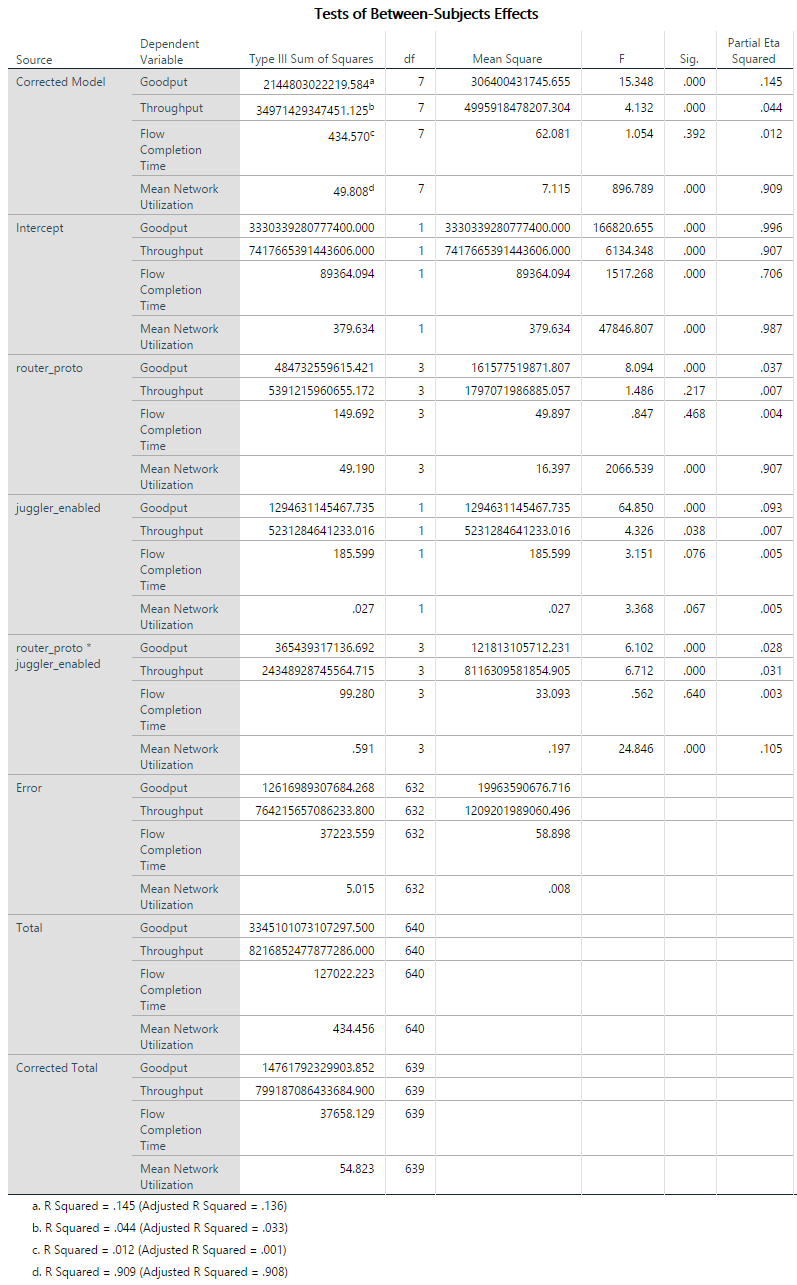 Tests of Between-Subjects Effects
Source Dependent Variable Type III Sum of Squares df Mean Square F Sig. Partial Eta Squared
Corrected Model Goodput 2144803022219.584a 7 306400431745.655 15.348 .000 .145
Throughput 34971429347451.125b 7 4995918478207.304 4.132 .000 .044
Flow Completion Time 434.570c 7 62.081 1.054 .392 .012
Mean Network Utilization 49.808d 7 7.115 896.789 .000 .909
Intercept Goodput 3330339280777400.000 1 3330339280777400.000 166820.655 .000 .996
Throughput 7417665391443606.000 1 7417665391443606.000 6134.348 .000 .907
Flow Completion Time 89364.094 1 89364.094 1517.268 .000 .706
Mean Network Utilization 379.634 1 379.634 47846.807 .000 .987
router_proto Goodput 484732559615.421 3 161577519871.807 8.094 .000 .037
Throughput 5391215960655.172 3 1797071986885.057 1.486 .217 .007
Flow Completion Time 149.692 3 49.897 .847 .468 .004
Mean Network Utilization 49.190 3 16.397 2066.539 .000 .907
juggler_enabled Goodput 1294631145467.735 1 1294631145467.735 64.850 .000 .093
Throughput 5231284641233.016 1 5231284641233.016 4.326 .038 .007
Flow Completion Time 185.599 1 185.599 3.151 .076 .005
Mean Network Utilization .027 1 .027 3.368 .067 .005
router_proto * juggler_enabled Goodput 365439317136.692 3 121813105712.231 6.102 .000 .028
Throughput 24348928745564.715 3 8116309581854.905 6.712 .000 .031
Flow Completion Time 99.280 3 33.093 .562 .640 .003
Mean Network Utilization .591 3 .197 24.846 .000 .105
Error Goodput 12616989307684.268 632 19963590676.716
Throughput 764215657086233.800 632 1209201989060.496
Flow Completion Time 37223.559 632 58.898
Mean Network Utilization 5.015 632 .008
Total Goodput 3345101073107297.500 640
Throughput 8216852477877286.000 640
Flow Completion Time 127022.223 640
Mean Network Utilization 434.456 640
Corrected Total Goodput 14761792329903.852 639
Throughput 799187086433684.900 639
Flow Completion Time 37658.129 639
Mean Network Utilization 54.823 639
a. R Squared = .145 (Adjusted R Squared = .136)
b. R Squared = .044 (Adjusted R Squared = .033)
c. R Squared = .012 (Adjusted R Squared = .001)
d. R Squared = .909 (Adjusted R Squared = .908)